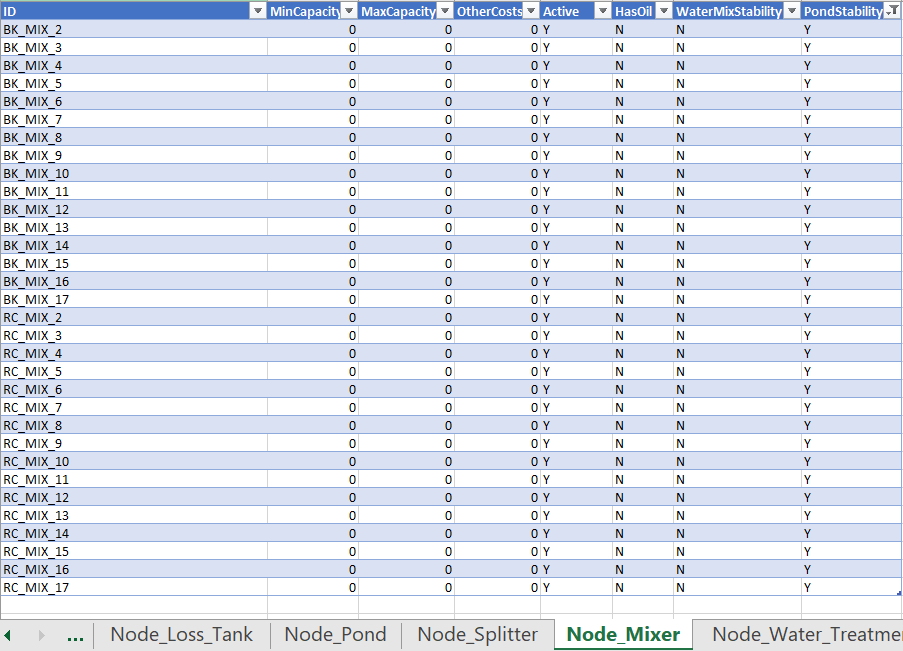 ID MinCapacity MaxCapacity OtherCosts Active HasOil WaterMixStability PondStability
BK_MIX_2 0 0 0 Y N N Y
BK_MIX_3 0 0 0 Y N N Y
BK_MIX_4 0 0 0 Y N N Y
BK_MIX_5 0 0 0 Y N N Y
BK_MIX_6 0 0 0 Y N N Y
BK_MIX_7 0 0 0 Y N N Y
BK_MIX_8 0 0 0 Y N N Y
BK_MIX_9 0 0 0 Y N N Y
BK_MIX_10 0 0 0 Y N N Y
BK_MIX_11 0 0 0 Y N N Y
BK_MIX_12 0 0 0 Y N N Y
BK_MIX_13 0 0 0 Y N N Y
BK_MIX_14 0 0 0 Y N N Y
BK_MIX_15 0 0 0 Y N N Y
BK_MIX_16 0 0 0 Y N N Y
BK_MIX_17 0 0 0 Y N N Y
RC_MIX_2 0 0 0 Y N N Y
RC_MIX_3 0 0 0 Y N N Y
RC_MIX_4 0 0 0 Y N N Y
RC_MIX_5 0 0 0 Y N N Y
RC_MIX_6 0 0 0 Y N N Y
RC_MIX_7 0 0 0 Y N N Y
RC_MIX_8 0 0 0 Y N N Y
RC_MIX_9 0 0 0 Y N N Y
RC_MIX_10 0 0 0 Y N N Y
RC_MIX_11 0 0 0 Y N N Y
RC_MIX_12 0 0 0 Y N N Y
RC_MIX_13 0 0 0 Y N N Y
RC_MIX_14 0 0 0 Y N N Y
RC_MIX_15 0 0 0 Y N N Y
RC_MIX_16 0 0 0 Y N N Y
RC_MIX_17 0 0 0 Y N N Y
... Node_Loss_Tank Node_Pond Node_Splitter Node_Mixer Node_Water_Treatme